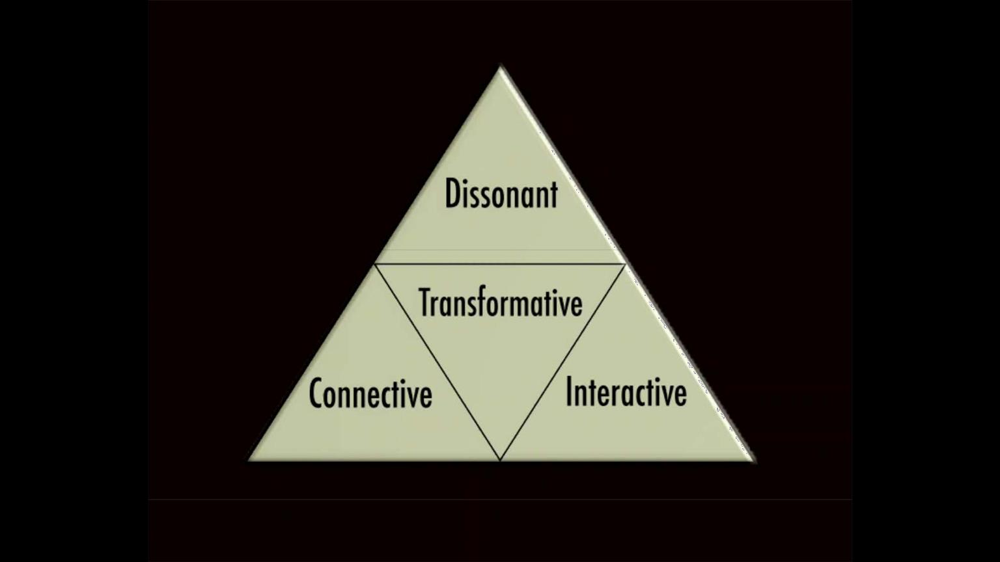 Dissonant
Transformative
Connective
Interactive